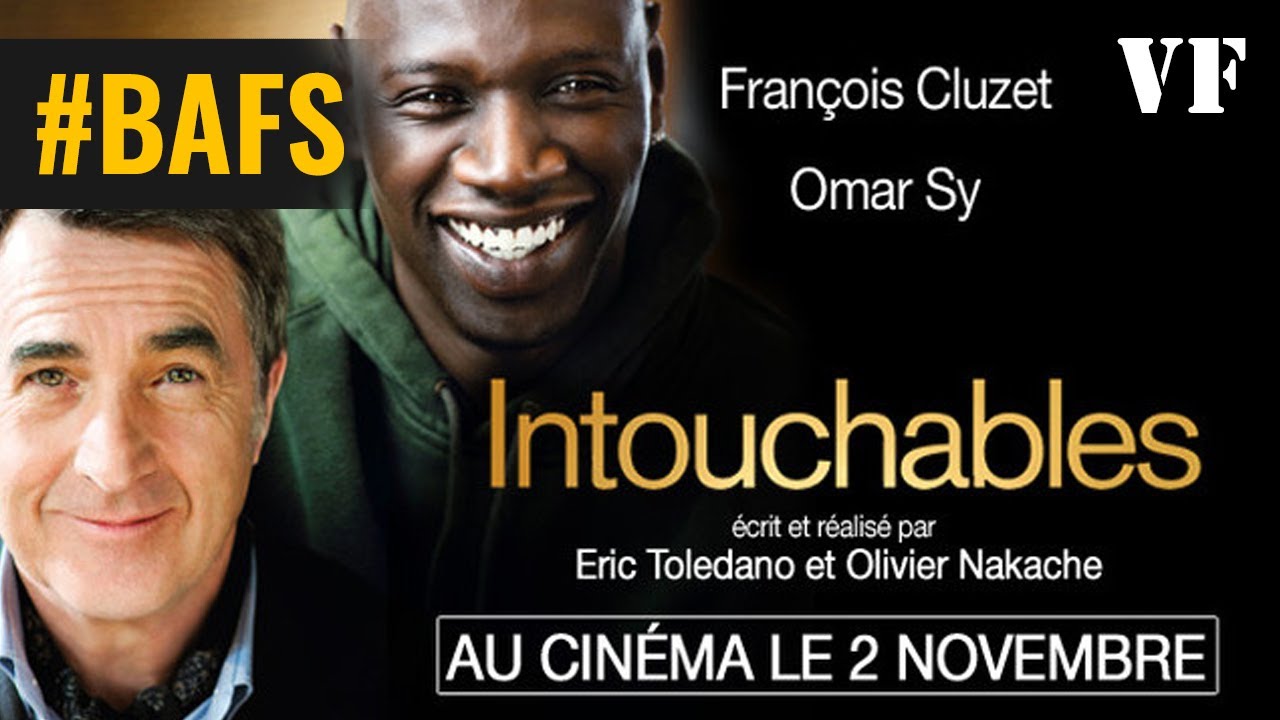 #BAFS
VF
François Cluzet
Omar Sy
Intouchables
écrit et réalisé par
Eric Toledano et Olivier Nakache
AU CINÉMA LE 2 NOVEMBRE